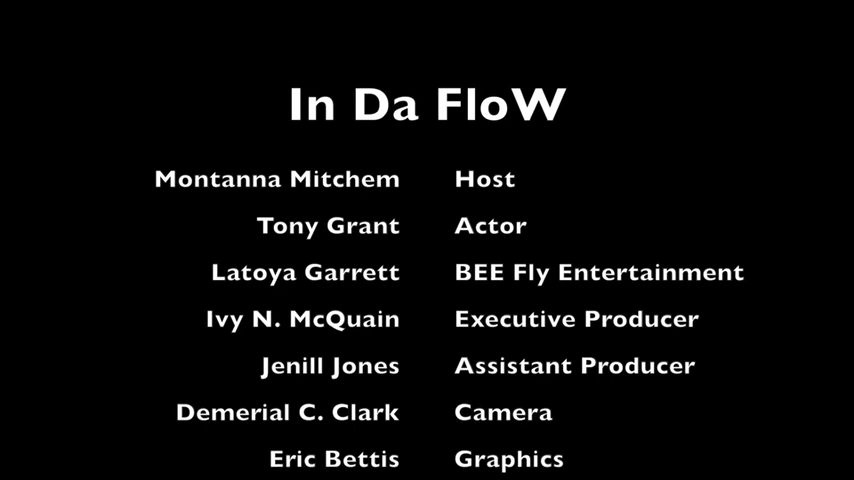 In Da FloW
Montanna Mitchem Host
Tony Grant Actor
Latoya Garrett BEE Fly Entertainment
Ivy N. McQuain Executive Producer
Jenill Jones Assistant Producer
Demerial C. Clark Camera
Eric Bettis Graphics